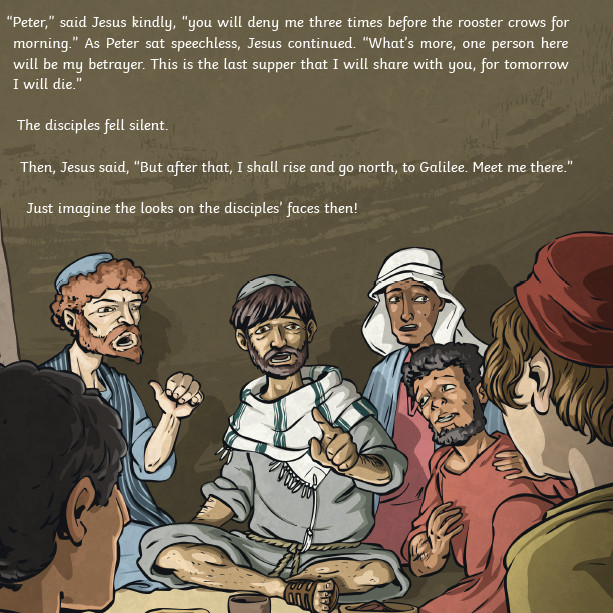 “Peter,” said Jesus kindly, “you will deny me three times before the rooster crows for
morning.” As Peter sat speechless, Jesus continued. “What’s more, one person here
will be my betrayer. This is the last supper that I will share with you, for tomorrow
I will die.”
The disciples fell silent.
Then, Jesus said, “But after that, I shall rise and go north, to Galilee. Meet me there.”
Just imagine the looks on the disciples’ faces then!